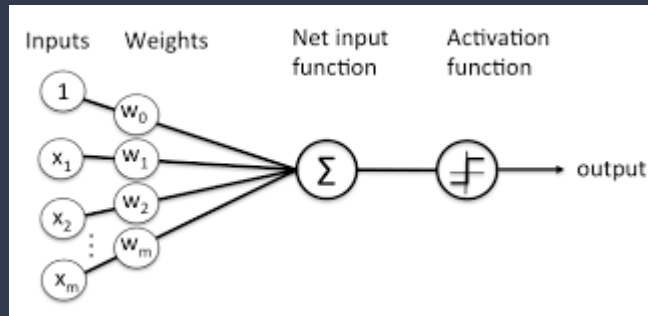 Inputs Weights Net input function Activation function
1
w₀
x₁ w₁
x₂ w₂
⋮
wₘ
xₘ
Σ
output